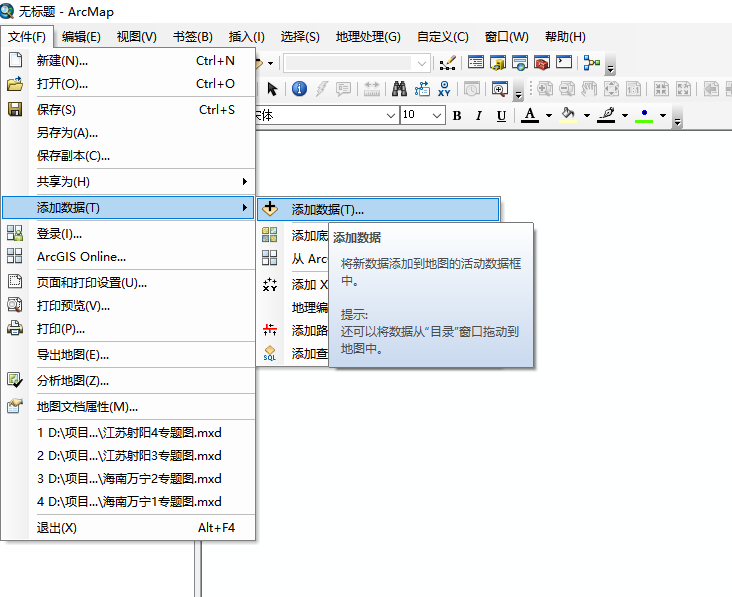 无标题 - ArcMap
文件(F) 编辑(E) 视图(V) 书签(B) 插入(I) 选择(S) 地理处理(G) 自定义(C) 窗口(W) 帮助(H)
新建(N)... Ctrl+N
打开(O)... Ctrl+O
保存(S) Ctrl+S
另存为(A)...
保存副本(C)...
共享为(H)
添加数据(T)
登录(I)...
ArcGIS Online...
页面和打印设置(U)...
打印预览(V)...
打印(P)...
导出地图(E)...
分析地图(Z)...
地图文档属性(M)...
1 D:\项目...\江苏射阳4专题图.mxd
2 D:\项目...\江苏射阳3专题图.mxd
3 D:\项目...\海南万宁2专题图.mxd
4 D:\项目...\海南万宁1专题图.mxd
退出(X) Alt+F4
体 10 B I U A
添加数据(T)...
添加底
从 Arc
添加 X
地理编
添加路
添加查
XY
SQL
添加数据
将新数据添加到地图的活动数据框
中。
提示:
还可以将数据从“目录”窗口拖动到
地图中。